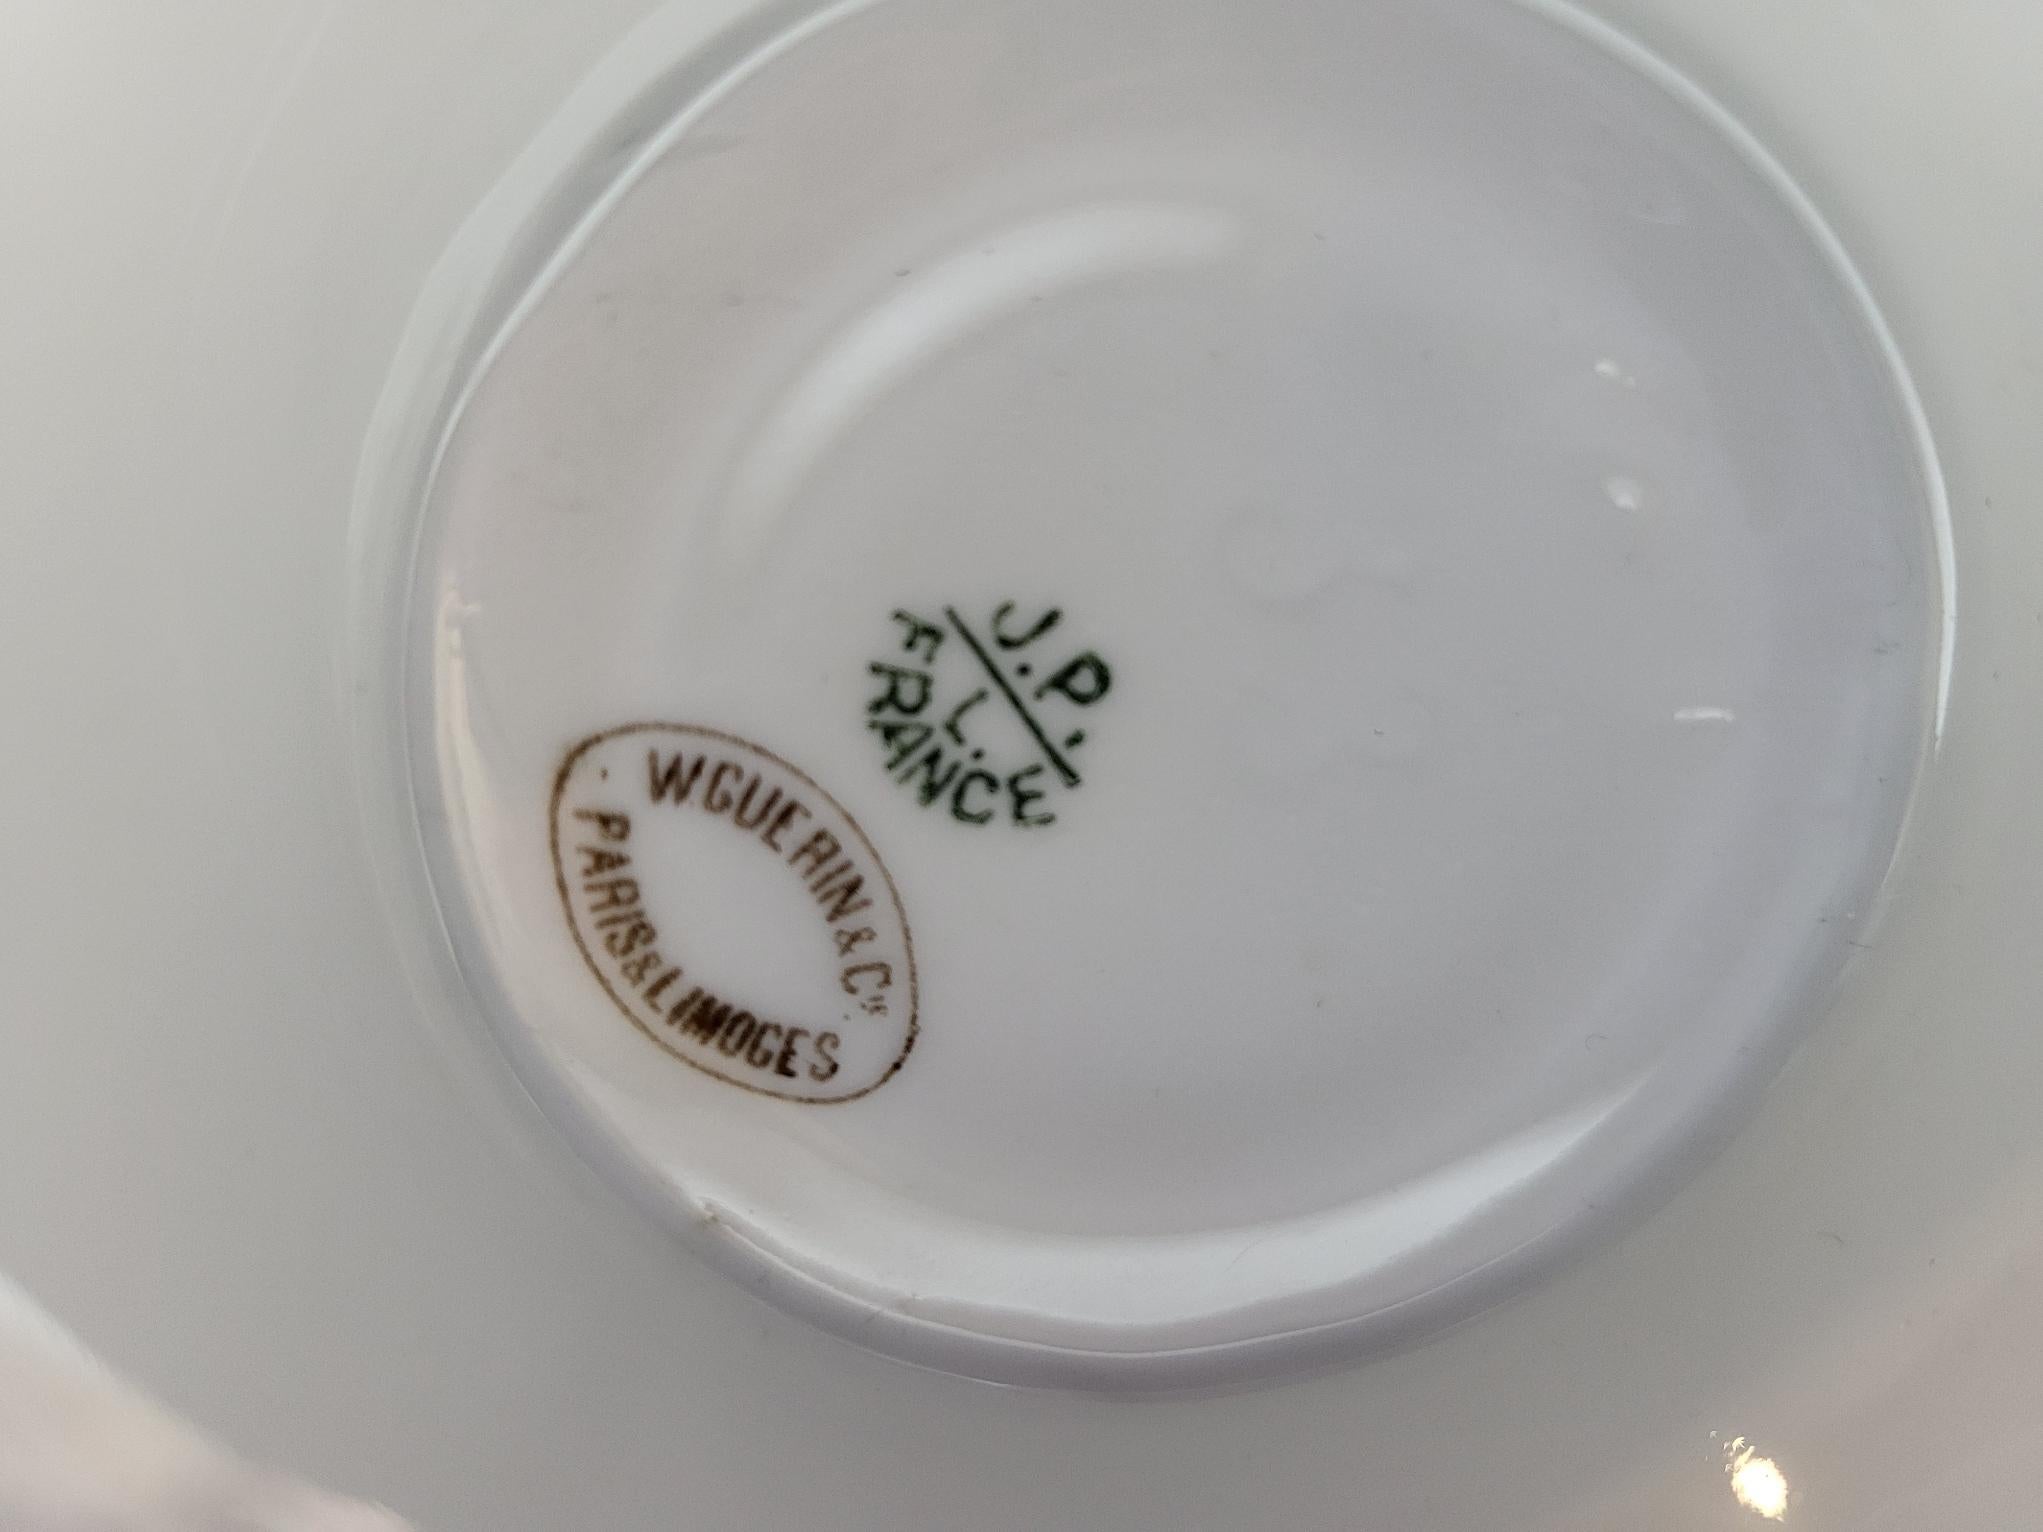 J.P.
L.
FRANCE
W.GUERIN & Cie
PARIS & LIMOGES